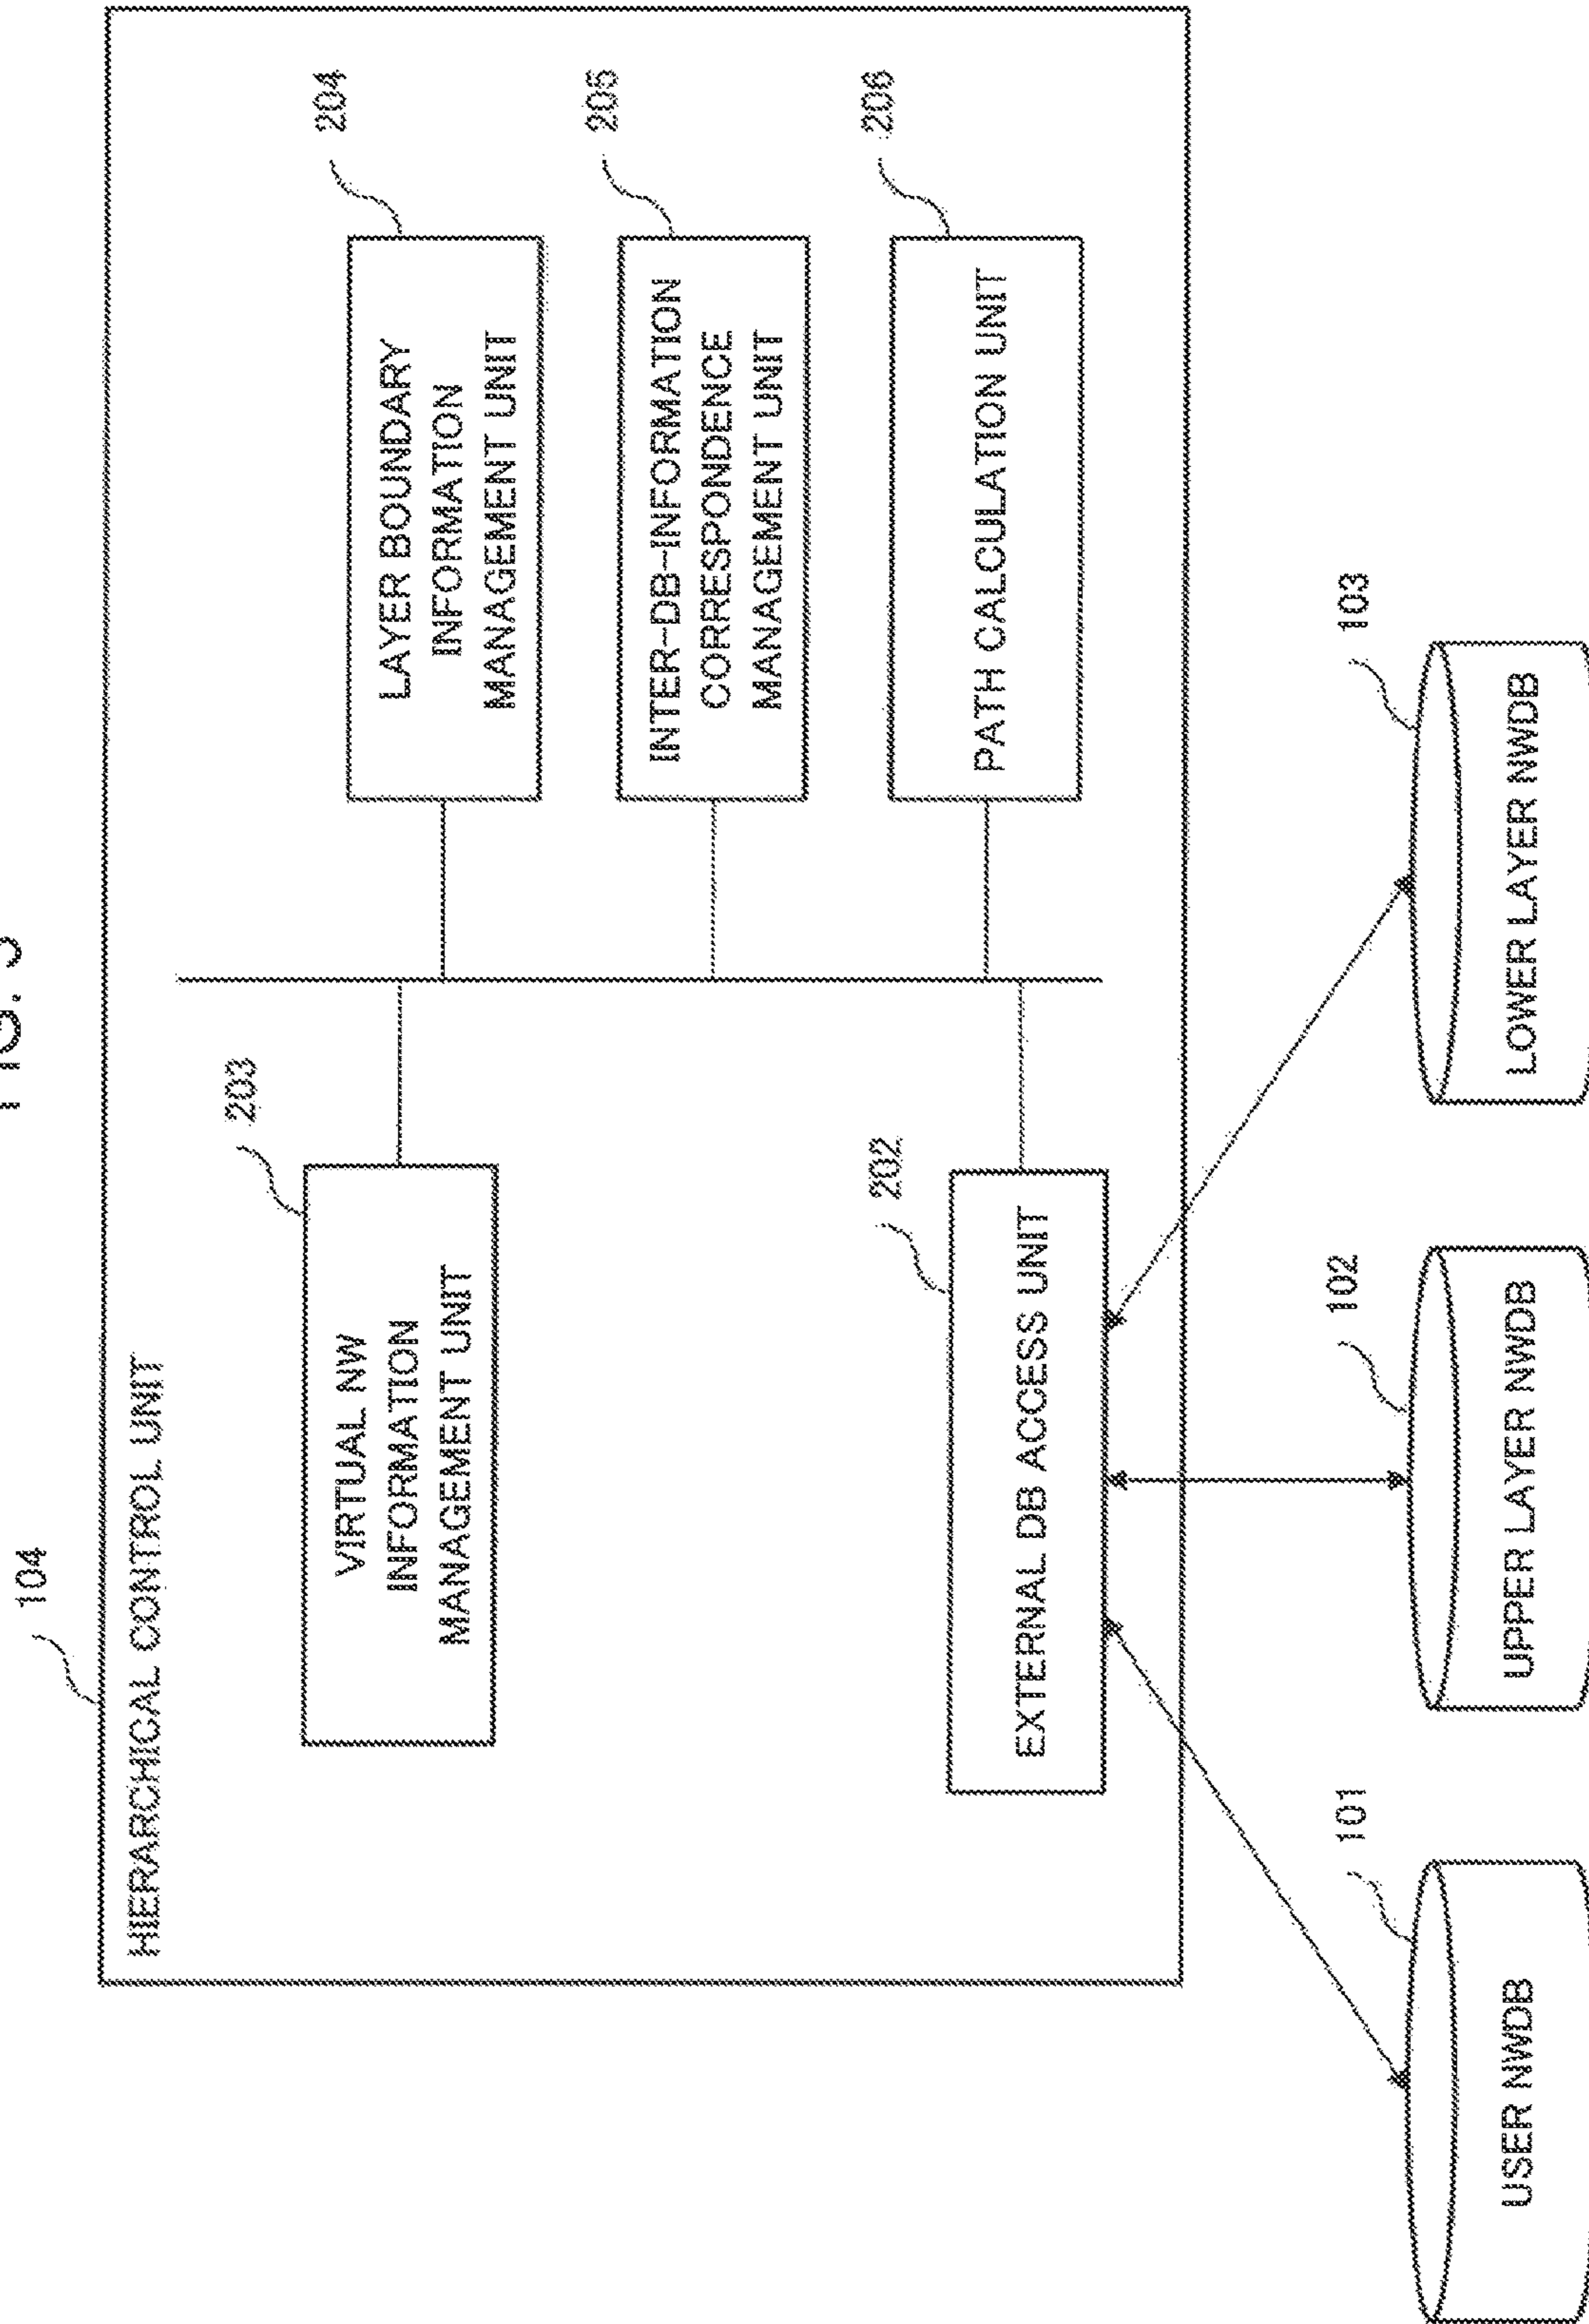 FIG.
104
HIERARCHICAL CONTROL UNIT
203
VIRTUAL NW
INFORMATION
MANAGEMENT UNIT
204
LAYER BOUNDARY
INFORMATION
MANAGEMENT UNIT
205
INTER-DB-INFORMATION
CORRESPONDENCE
MANAGEMENT UNIT
202
EXTERNAL DB ACCESS UNIT
206
PATH CALCULATION UNIT
101
USER NWDB
102
UPPER LAYER NWDB
103
LOWER LAYER NWDB